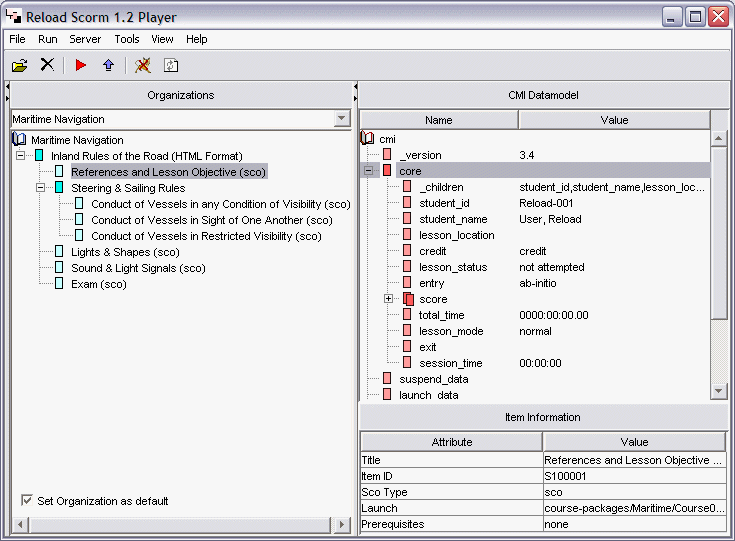 Reload Scorm 1.2 Player
File Run Server Tools View Help
Organizations
Maritime Navigation
Maritime Navigation
Inland Rules of the Road (HTML Format)
References and Lesson Objective (sco)
Steering & Sailing Rules
Conduct of Vessels in any Condition of Visibility (sco)
Conduct of Vessels in Sight of One Another (sco)
Conduct of Vessels in Restricted Visibility (sco)
Lights & Shapes (sco)
Sound & Light Signals (sco)
Exam (sco)
Set Organization as default
CMI Datamodel
Name Value
cmi
_version 3.4
core
_children student_id,student_name,lesson_loc...
student_id Reload-001
student_name User, Reload
lesson_location
credit credit
lesson_status not attempted
entry ab-initio
score
total_time 0000:00:00.00
lesson_mode normal
exit
session_time 00:00:00
suspend_data
launch_data
Item Information
Attribute Value
Title References and Lesson Objective ...
Item ID S100001
Sco Type sco
Launch course-packages/Maritime/Course0...
Prerequisites none